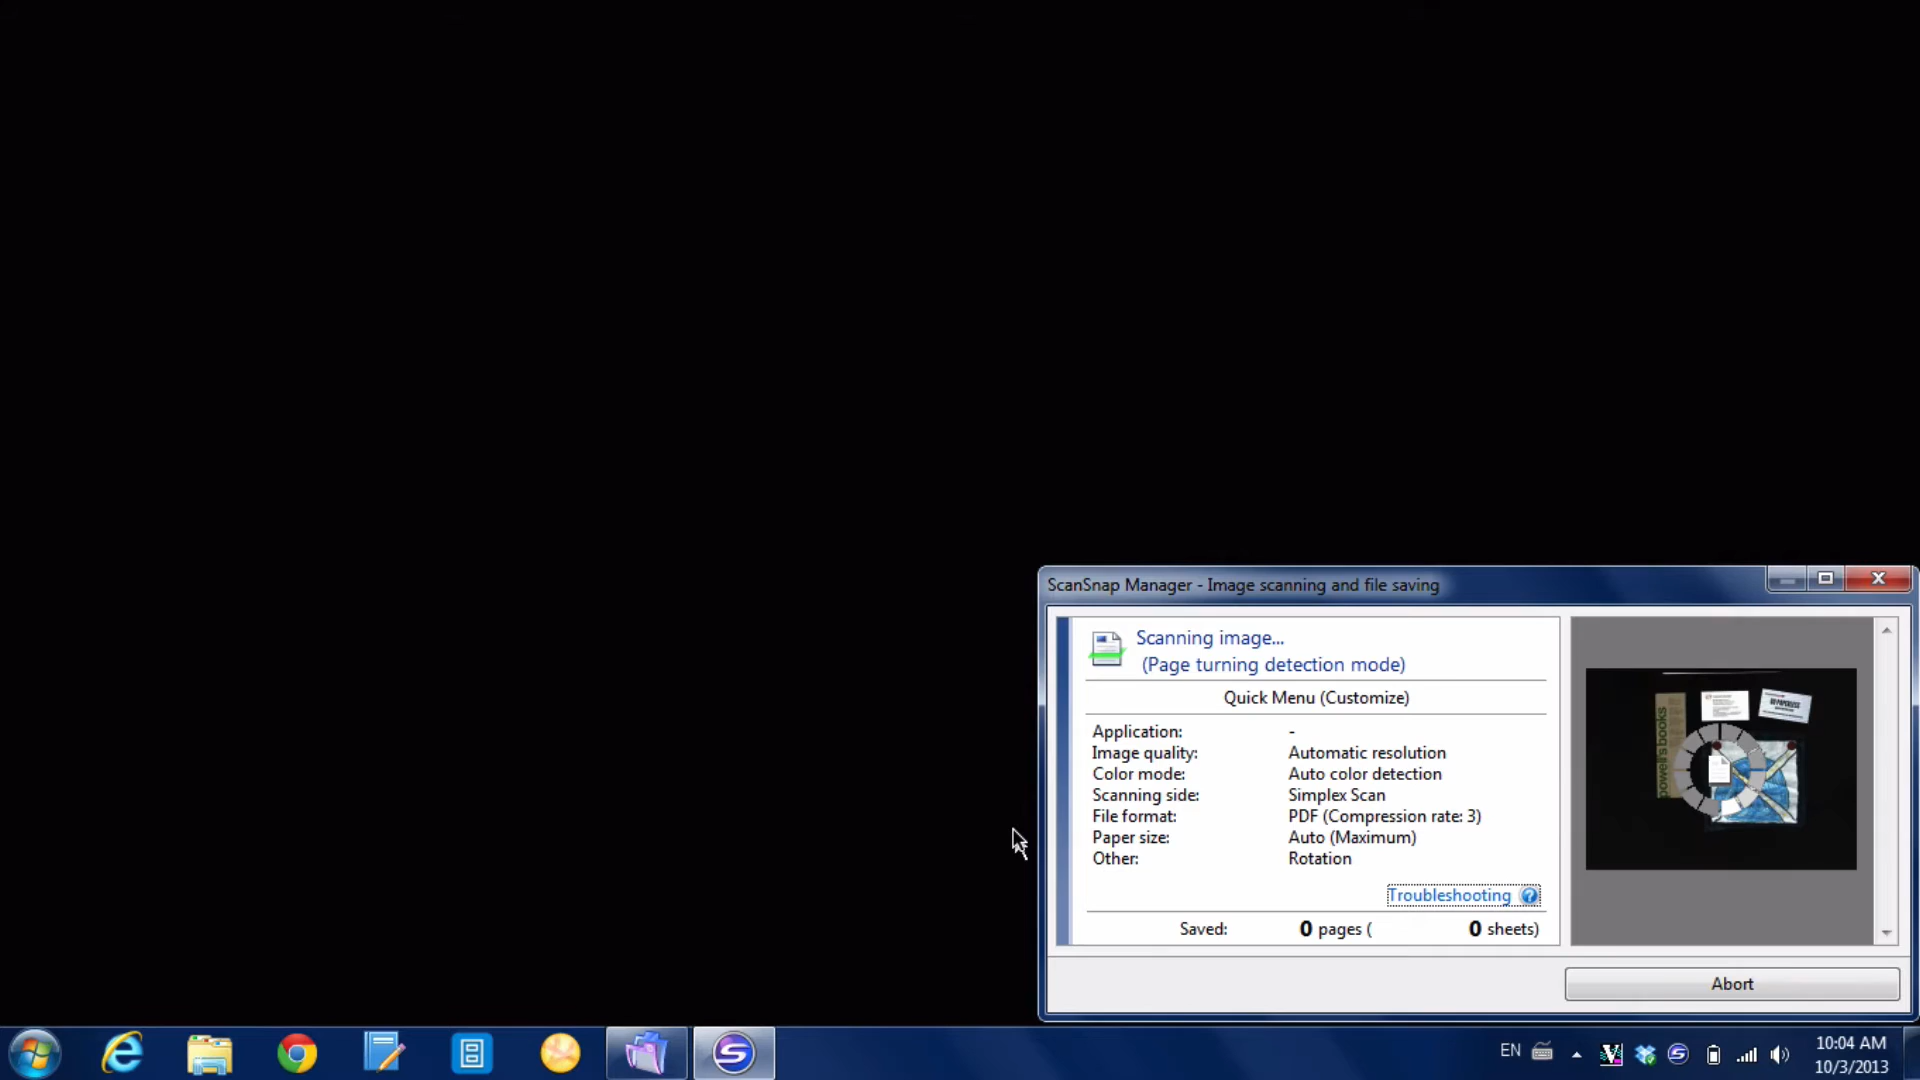 ScanSnap Manager - Image scanning and file saving
Scanning image...
(Page turning detection mode)
Quick Menu (Customize)
Application: -
Image quality: Automatic resolution
Color mode: Auto color detection
Scanning side: Simplex Scan
File format: PDF (Compression rate: 3)
Paper size: Auto (Maximum)
Other: Rotation
Troubleshooting ?
Saved: 0 pages ( 0 sheets)
powell's books
Abort
EN
10:04 AM
10/3/2013